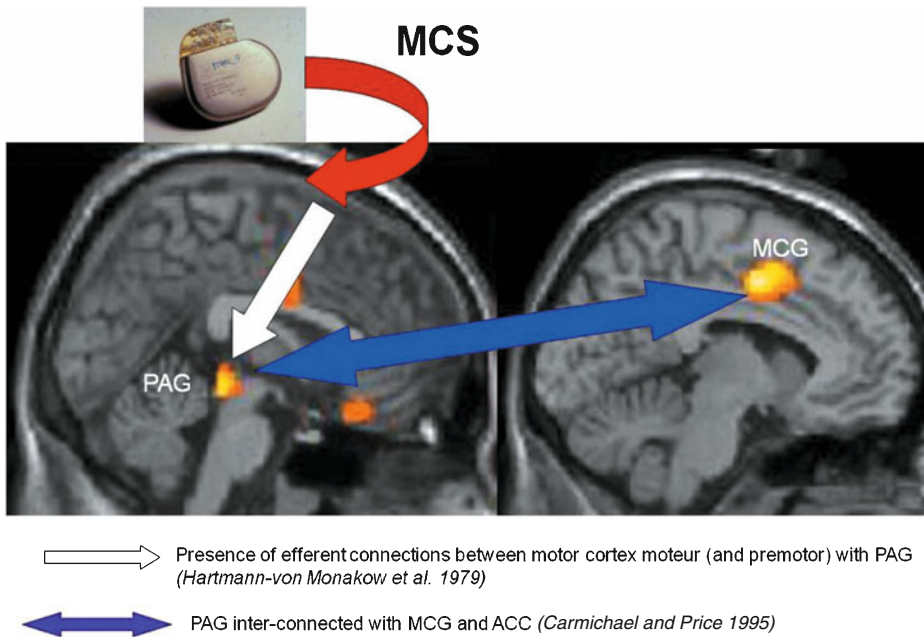 MCS
MCG
PAG
Presence of efferent connections between motor cortex moteur (and premotor) with PAG
(Hartmann-von Monakow et al. 1979)
PAG inter-connected with MCG and ACC (Carmichael and Price 1995)